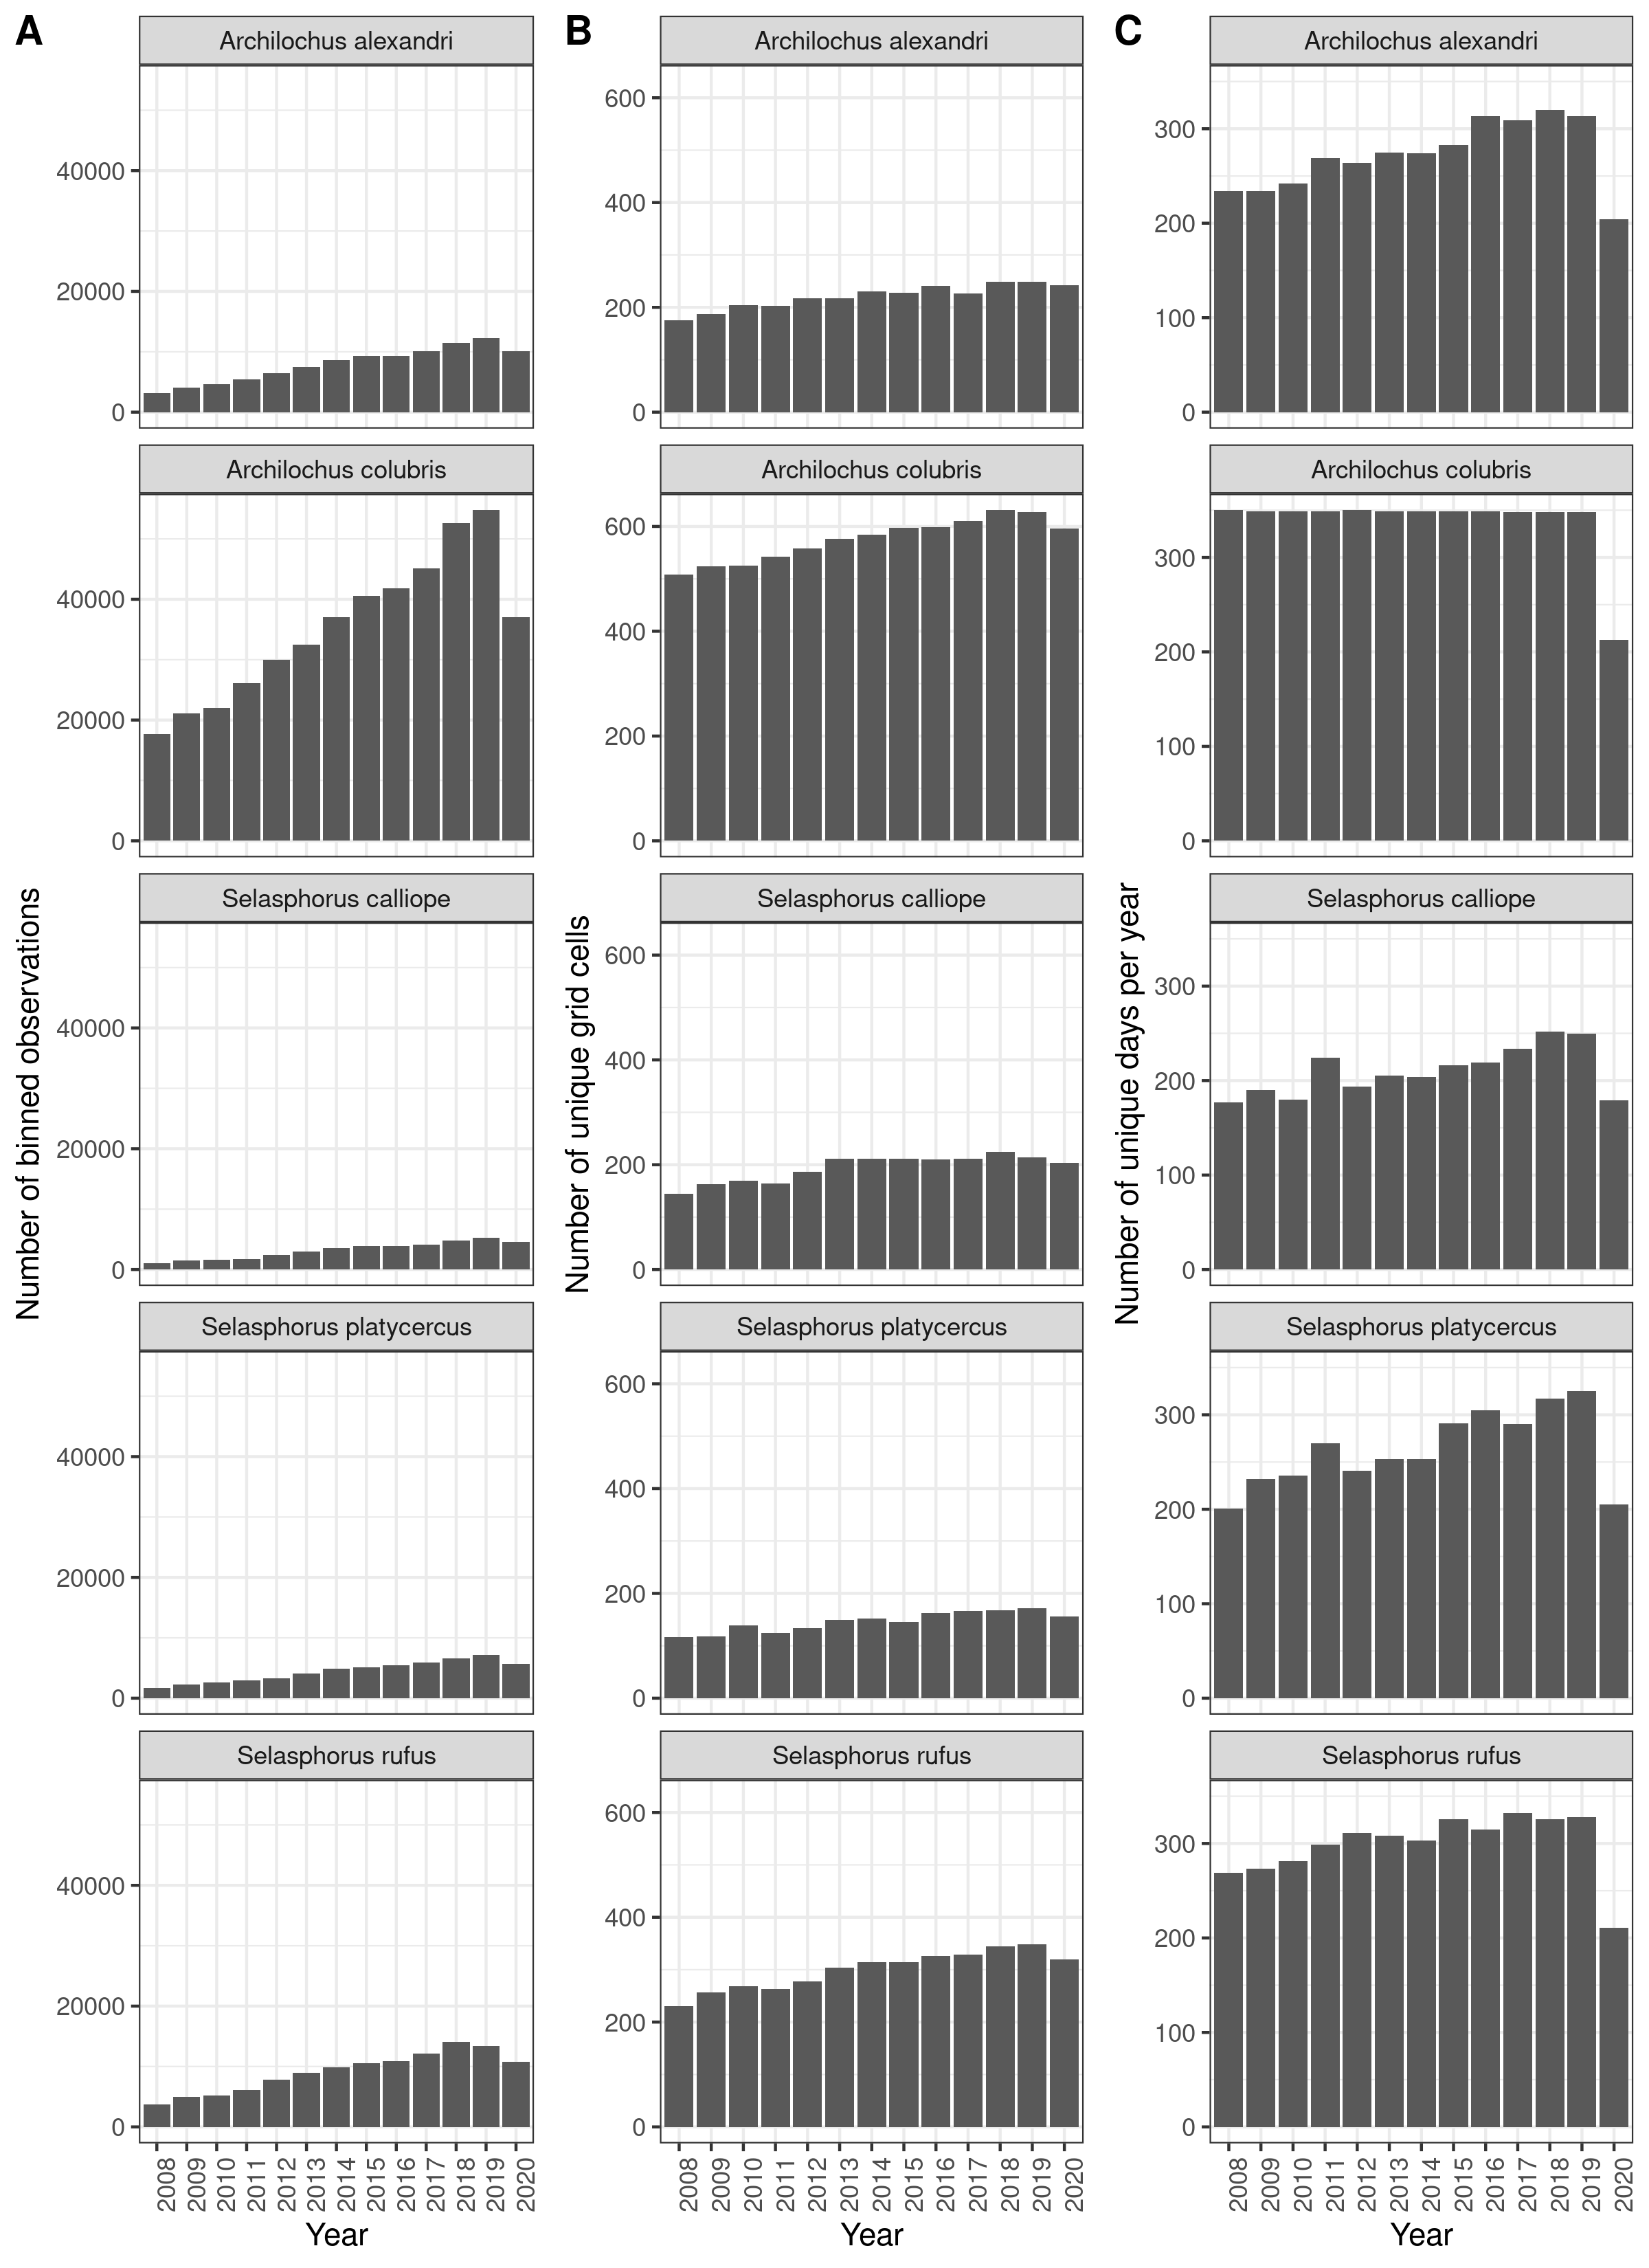 A
B
C
Archilochus alexandri
Archilochus alexandri
Archilochus alexandri
40000
20000
0
600
400
200
0
300
200
100
0
Archilochus colubris
Archilochus colubris
Archilochus colubris
40000
20000
0
600
400
200
0
300
200
100
0
Number of binned observations
Number of unique grid cells
Number of unique days per year
Selasphorus calliope
Selasphorus calliope
Selasphorus calliope
40000
20000
0
600
400
200
0
300
200
100
0
Selasphorus platycercus
Selasphorus platycercus
Selasphorus platycercus
40000
20000
0
600
400
200
0
300
200
100
0
Selasphorus rufus
Selasphorus rufus
Selasphorus rufus
40000
20000
0
600
400
200
0
300
200
100
0
2008 2009 2010 2011 2012 2013 2014 2015 2016 2017 2018 2019 2020
2008 2009 2010 2011 2012 2013 2014 2015 2016 2017 2018 2019 2020
2008 2009 2010 2011 2012 2013 2014 2015 2016 2017 2018 2019 2020
Year
Year
Year